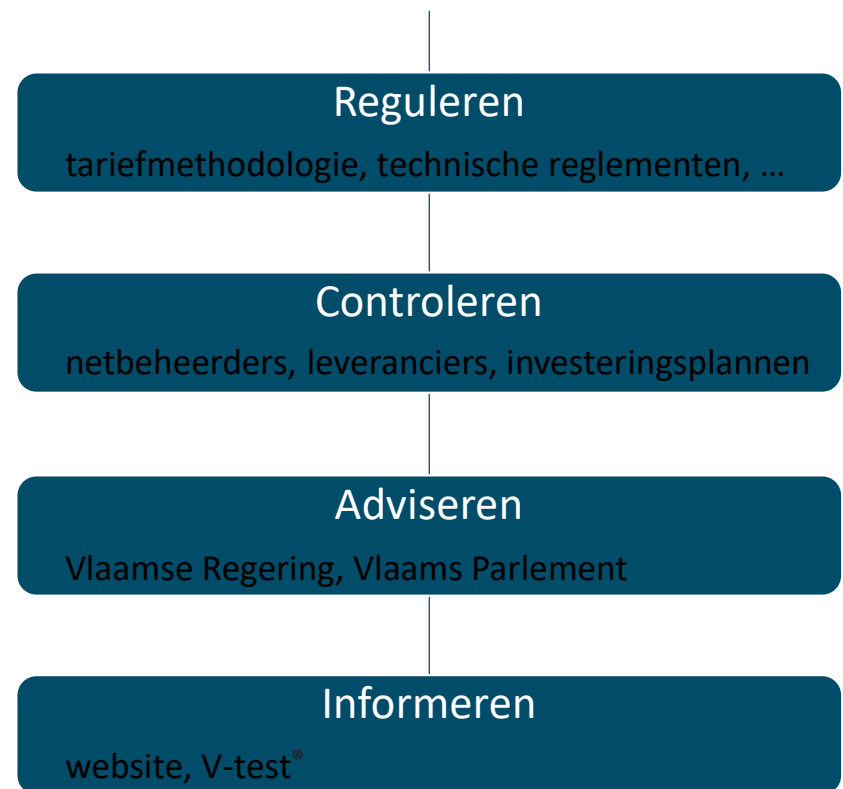 Reguleren
tariefmethodologie, technische reglementen, …
Controleren
netbeheerders, leveranciers, investeringsplannen
Adviseren
Vlaamse Regering, Vlaams Parlement
Informeren
website, V-test®